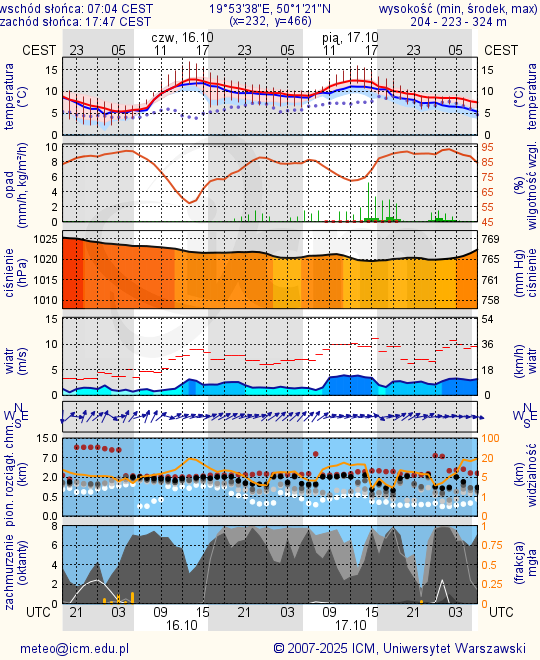 wschód słońca: 07:04 CEST 19°53'38"E, 50°1'21"N wysokość (min, środek, max)
zachód słońca: 17:47 CEST (x=232, y=466) 204 - 223 - 324 m
czw, 16.10 pią, 17.10
CEST 23 05 11 17 23 05 11 17 23 05 CEST
temperatura (°C) 15 10 5 0 15 10 5 0 temperatura (°C)
opad (mm/h, kg/m²/h) 10 8 6 4 2 0 95 85 75 65 55 45 (%) wilgotność wzgl.
ciśnienie (hPa) 1025 1020 1015 1010 769 765 761 758 (mm Hg) ciśnienie
wiatr (m/s) 15 10 5 0 54 36 18 0 (km/h) wiatr
N W E S N W E S
pion. rozciągł. chm. (km) 15.0 7.0 2.0 0.5 0.0 100 20 5 1 0 (km) widzialność
zachmurzenie (oktanty) 8 6 4 2 0 1 0.75 0.5 0.25 0 (frakcja) mgła
UTC 21 03 09 15 21 03 09 15 21 03 UTC
16.10 17.10
meteo@icm.edu.pl © 2007-2025 ICM, Uniwersytet Warszawski